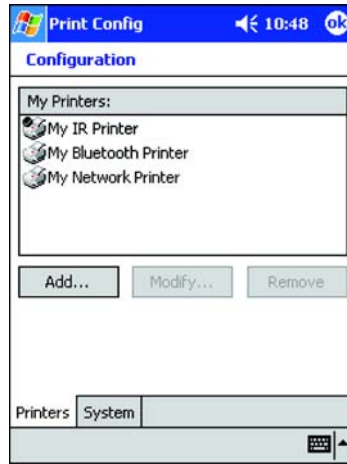 Print Config 10:48 ok
Configuration
My Printers:
My IR Printer
My Bluetooth Printer
My Network Printer
Add... Modify... Remove
Printers System